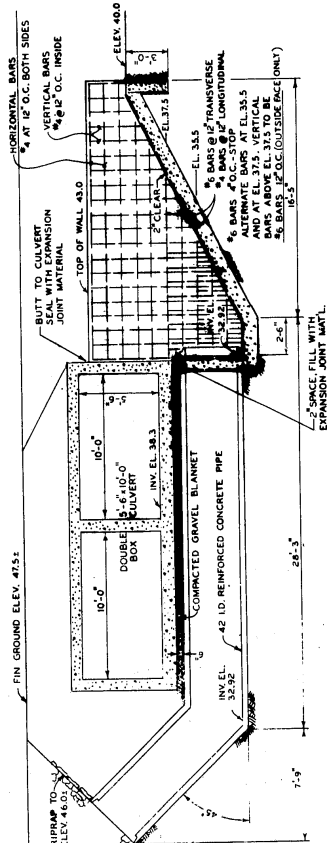 HORIZONTAL BARS
#4 AT 12" O.C. BOTH SIDES
VERTICAL BARS
#4@12" O.C. INSIDE
ELEV. 40.0
3'-0"
EL. 37.5
EL. 35.5
2" CLEAR
#6 BARS @ 12" TRANSVERSE
#4 BARS @ 12" LONGITUDINAL
#6 BARS 4" O.C.-STOP
ALTERNATE BARS AT EL. 35.5
AND AT EL. 37.5. VERTICAL
BARS ABOVE EL. 37.5 TO BE
#6 BARS 12" O.C. (OUTSIDE FACE ONLY)
16'-5"
TOP OF WALL 43.0
BUTT TO CULVERT
SEAL WITH EXPANSION
JOINT MATERIAL
INV. EL.
32.92
2'-6"
2" SPACE, FILL WITH
EXPANSION JOINT MAT'L.
FIN GROUND ELEV. 47.5±
10'-0"
5'-6"
10'-0"
DOUBLE 5'-6"x10'-0"
BOX CULVERT
INV. EL. 38.3
6"
COMPACTED GRAVEL BLANKET
42 I.D. REINFORCED CONCRETE PIPE
INV. EL.
32.92
28'-3"
RIPRAP TO
ELEV. 46.0±
45°
7'-9"